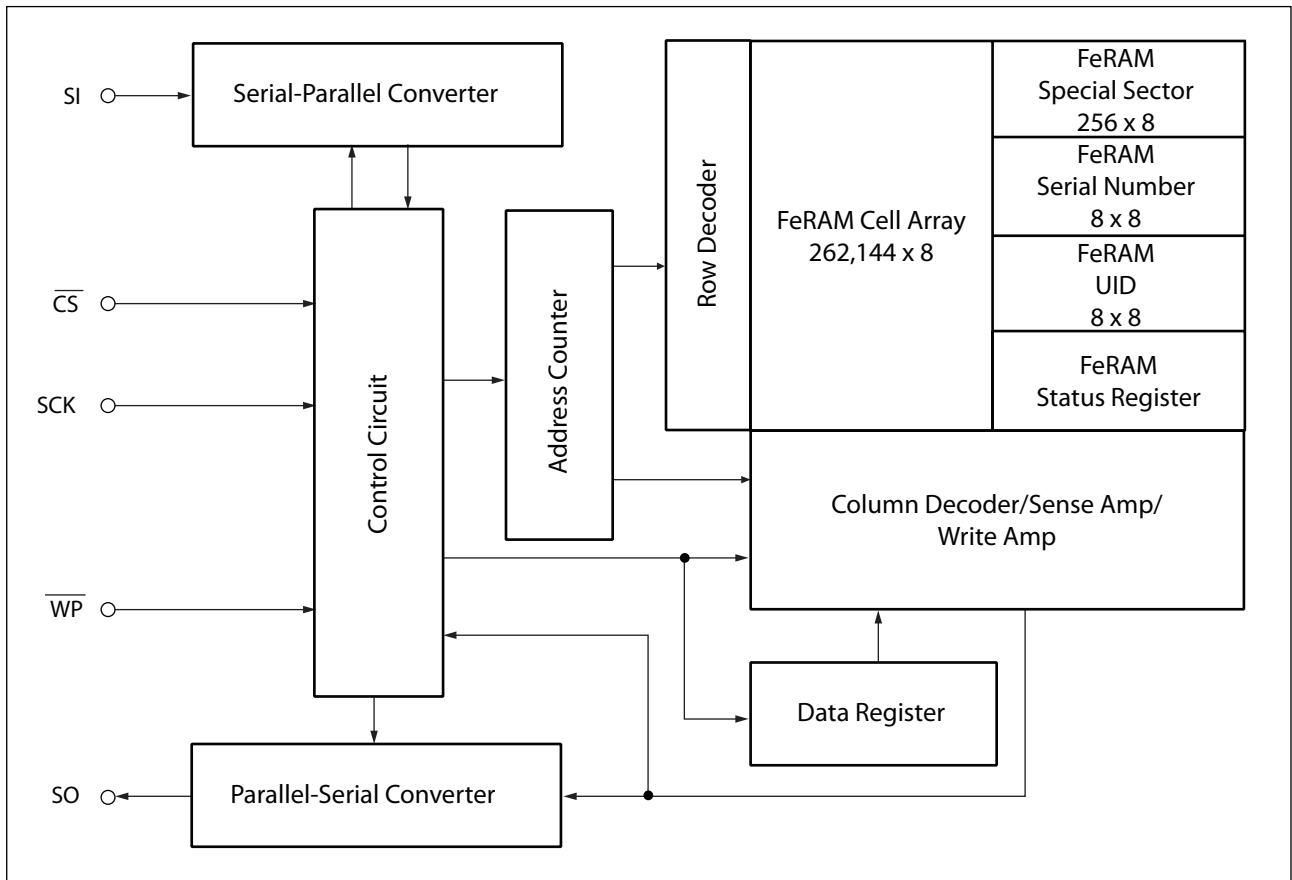 SI
Serial-Parallel Converter
Row Decoder
FeRAM Cell Array
262,144 x 8
FeRAM
Special Sector
256 x 8
FeRAM
Serial Number
8 x 8
FeRAM
UID
8 x 8
FeRAM
Status Register
C̅S̅
SCK
W̅P̅
Control Circuit
Address Counter
Column Decoder/Sense Amp/
Write Amp
Data Register
SO
Parallel-Serial Converter